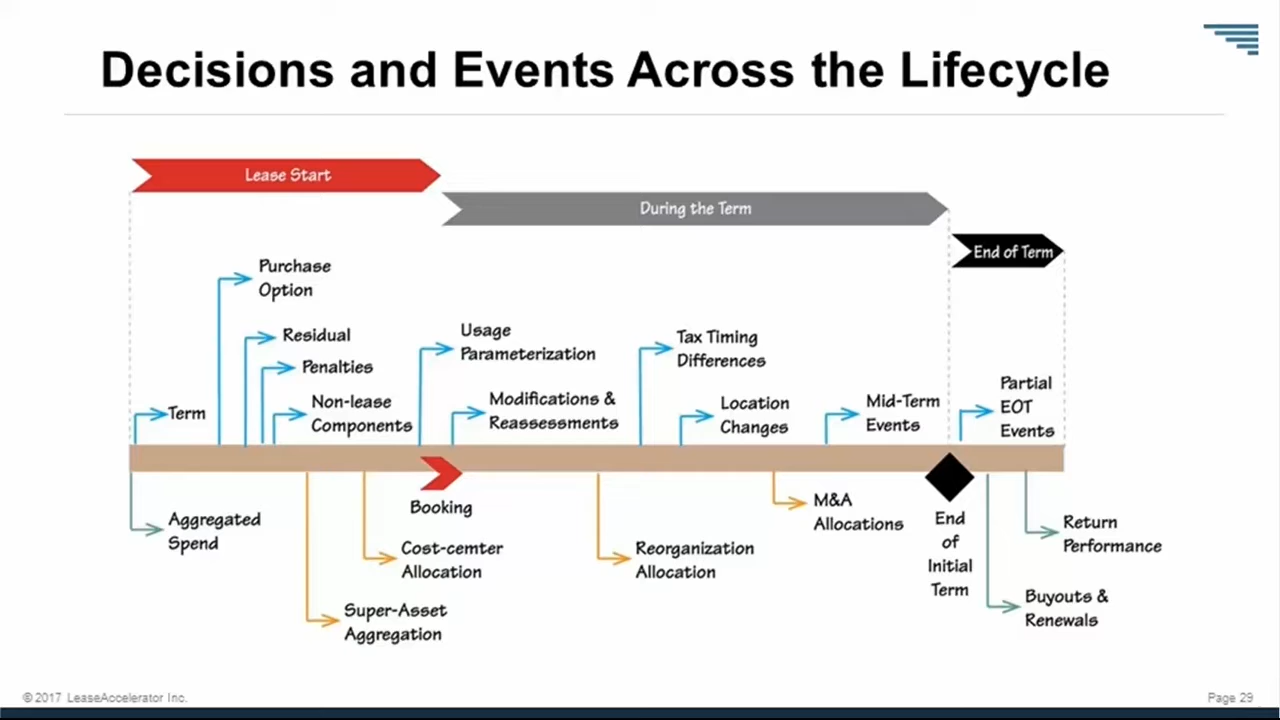 Decisions and Events Across the Lifecycle
Lease Start
During the Term
End of Term
Purchase
Option
Residual
Penalties
Term
Non-lease
Components
Usage
Parameterization
Modifications &
Reassessments
Tax Timing
Differences
Location
Changes
Mid-Term
Events
Partial
EOT
Events
Aggregated
Spend
Booking
Cost-cemter
Allocation
Super-Asset
Aggregation
Reorganization
Allocation
M&A
Allocations
End
of
Initial
Term
Return
Performance
Buyouts &
Renewals
© 2017 LeaseAccelerator Inc.
Page 29